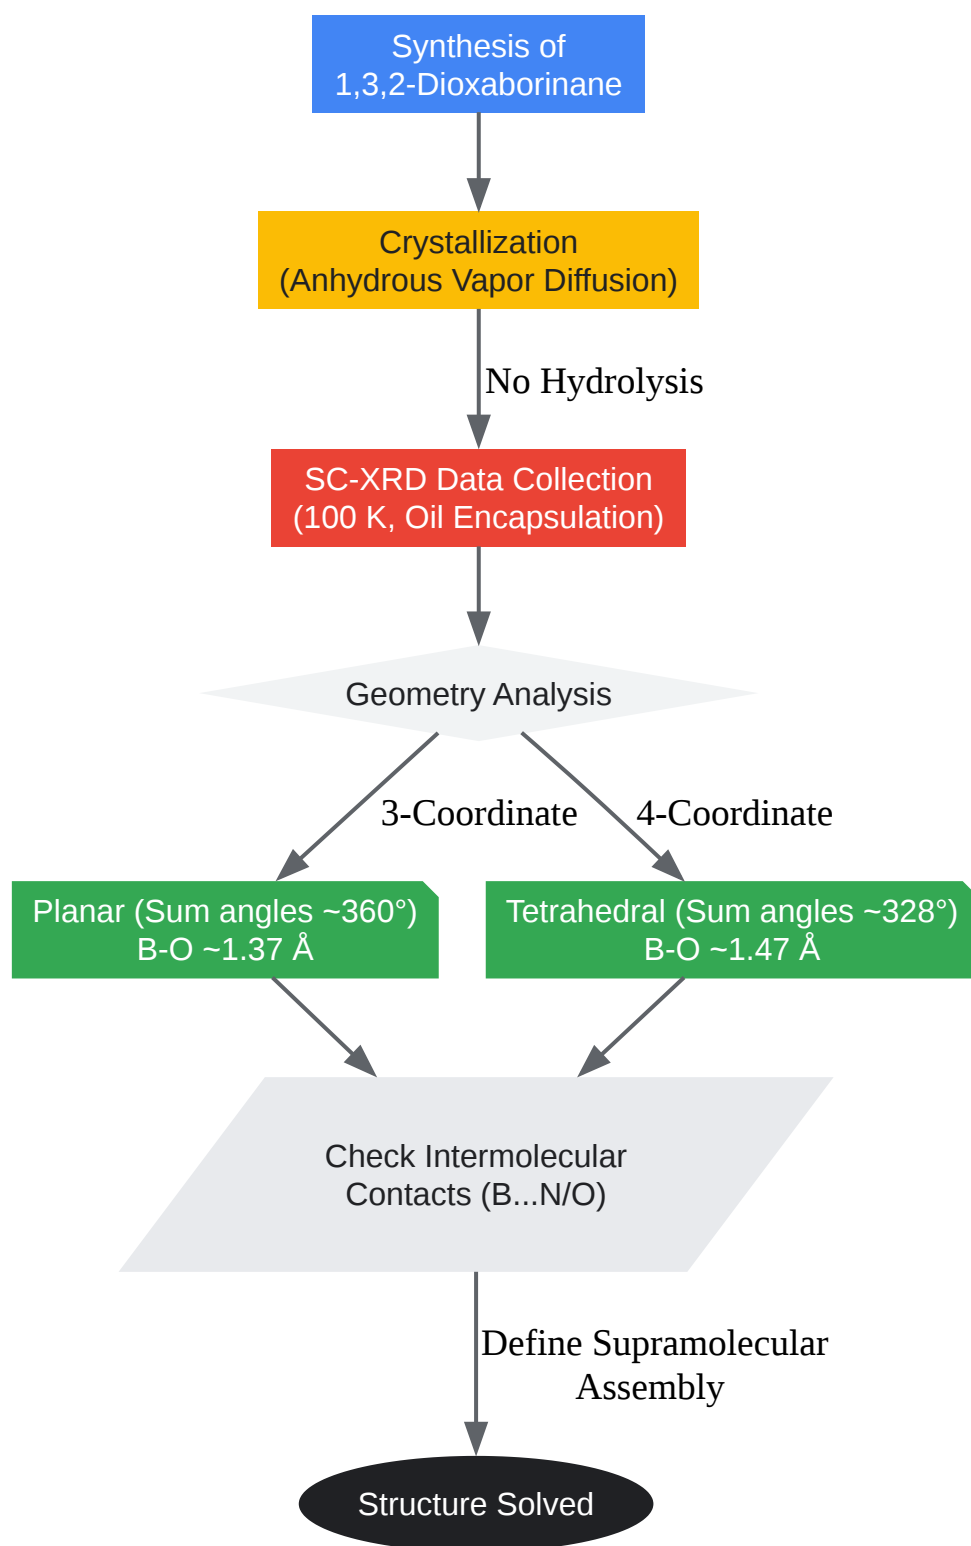 Synthesis of
1,3,2-Dioxaborinane
Crystallization
(Anhydrous Vapor Diffusion)
No Hydrolysis
SC-XRD Data Collection
(100 K, Oil Encapsulation)
Geometry Analysis
3-Coordinate
4-Coordinate
Planar (Sum angles ~360°)
B-O ~1.37 Å
Tetrahedral (Sum angles ~328°)
B-O ~1.47 Å
Check Intermolecular
Contacts (B...N/O)
Define Supramolecular
Assembly
Structure Solved